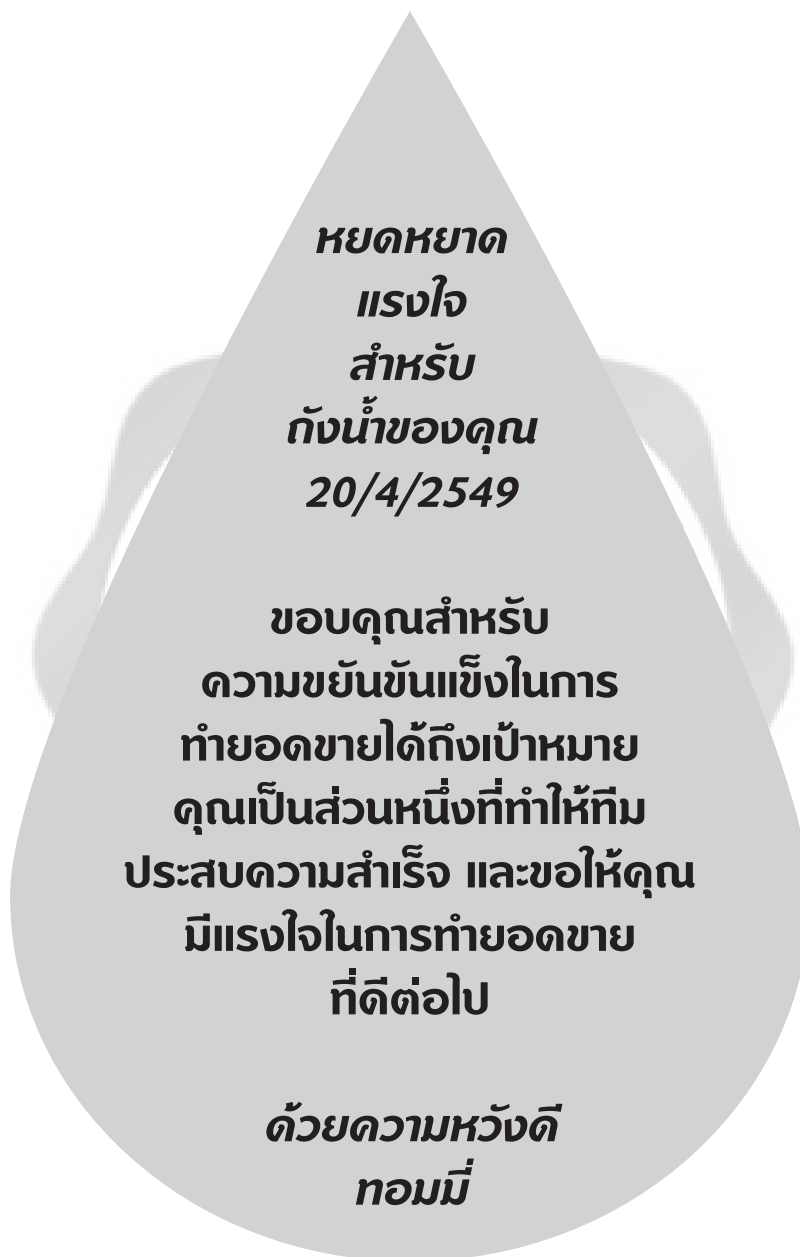 หยดหยาด
แรงใจ
สำหรับ
ถังน้ำของคุณ
20/4/2549
ขอบคุณสำหรับ
ความขยันขันแข็งในการ
ทำยอดขายได้ถึงเป้าหมาย
คุณเป็นส่วนหนึ่งที่ทำให้ทีม
ประสบความสำเร็จ และขอให้คุณ
มีแรงใจในการทำยอดขาย
ที่ดีต่อไป
ด้วยความหวังดี
ทอมมี่